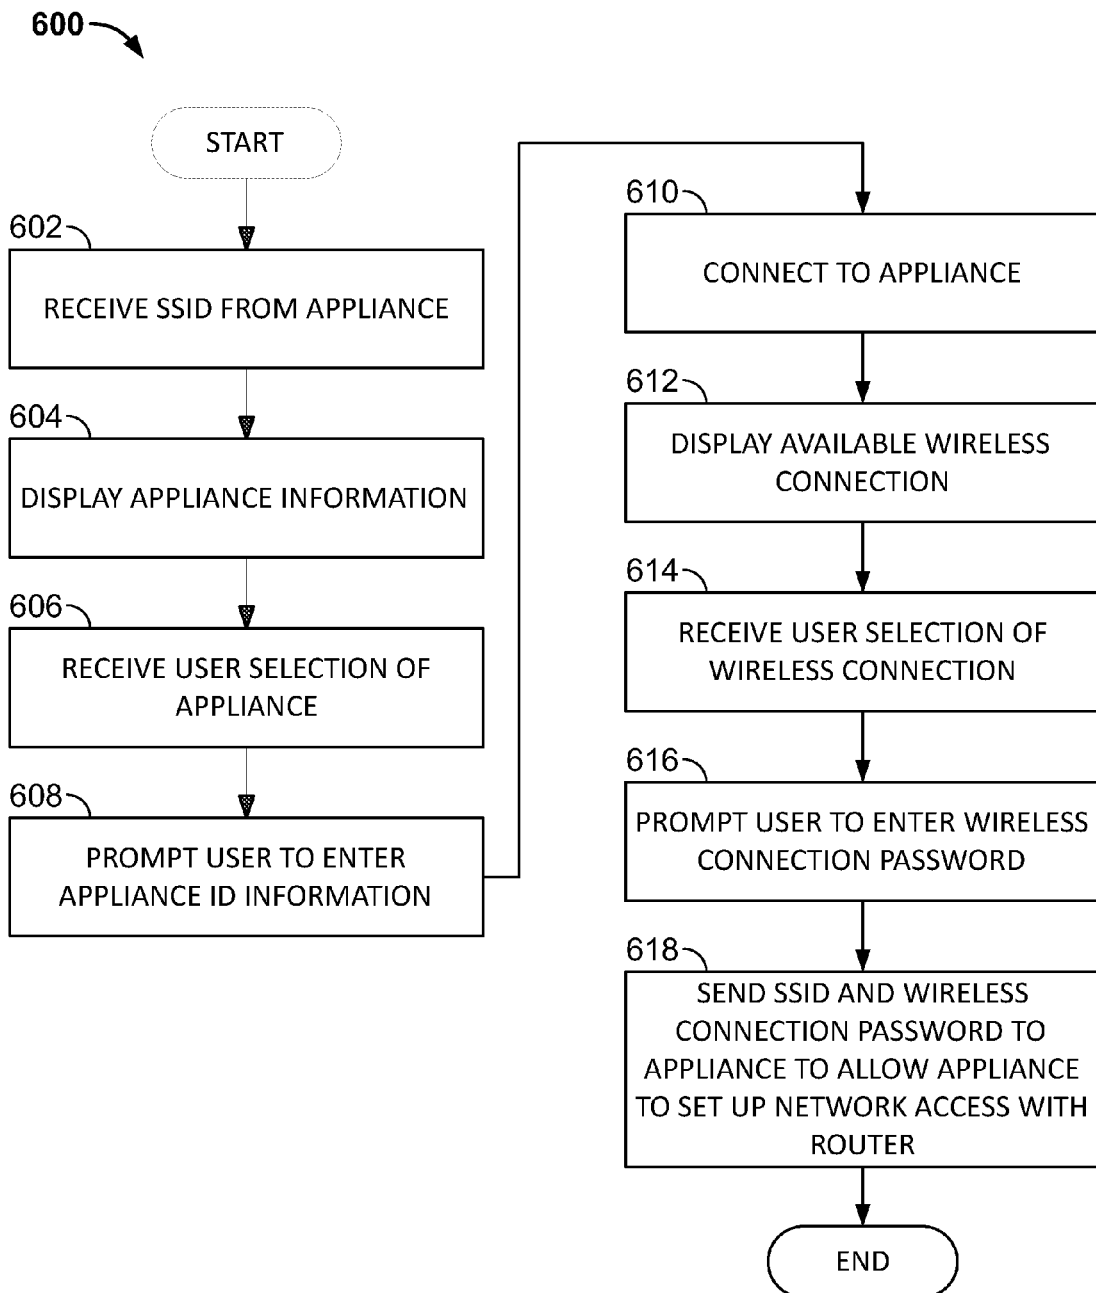 600
START
602
RECEIVE SSID FROM APPLIANCE
604
DISPLAY APPLIANCE INFORMATION
606
RECEIVE USER SELECTION OF
APPLIANCE
608
PROMPT USER TO ENTER
APPLIANCE ID INFORMATION
610
CONNECT TO APPLIANCE
612
DISPLAY AVAILABLE WIRELESS
CONNECTION
614
RECEIVE USER SELECTION OF
WIRELESS CONNECTION
616
PROMPT USER TO ENTER WIRELESS
CONNECTION PASSWORD
618
SEND SSID AND WIRELESS
CONNECTION PASSWORD TO
APPLIANCE TO ALLOW APPLIANCE
TO SET UP NETWORK ACCESS WITH
ROUTER
END